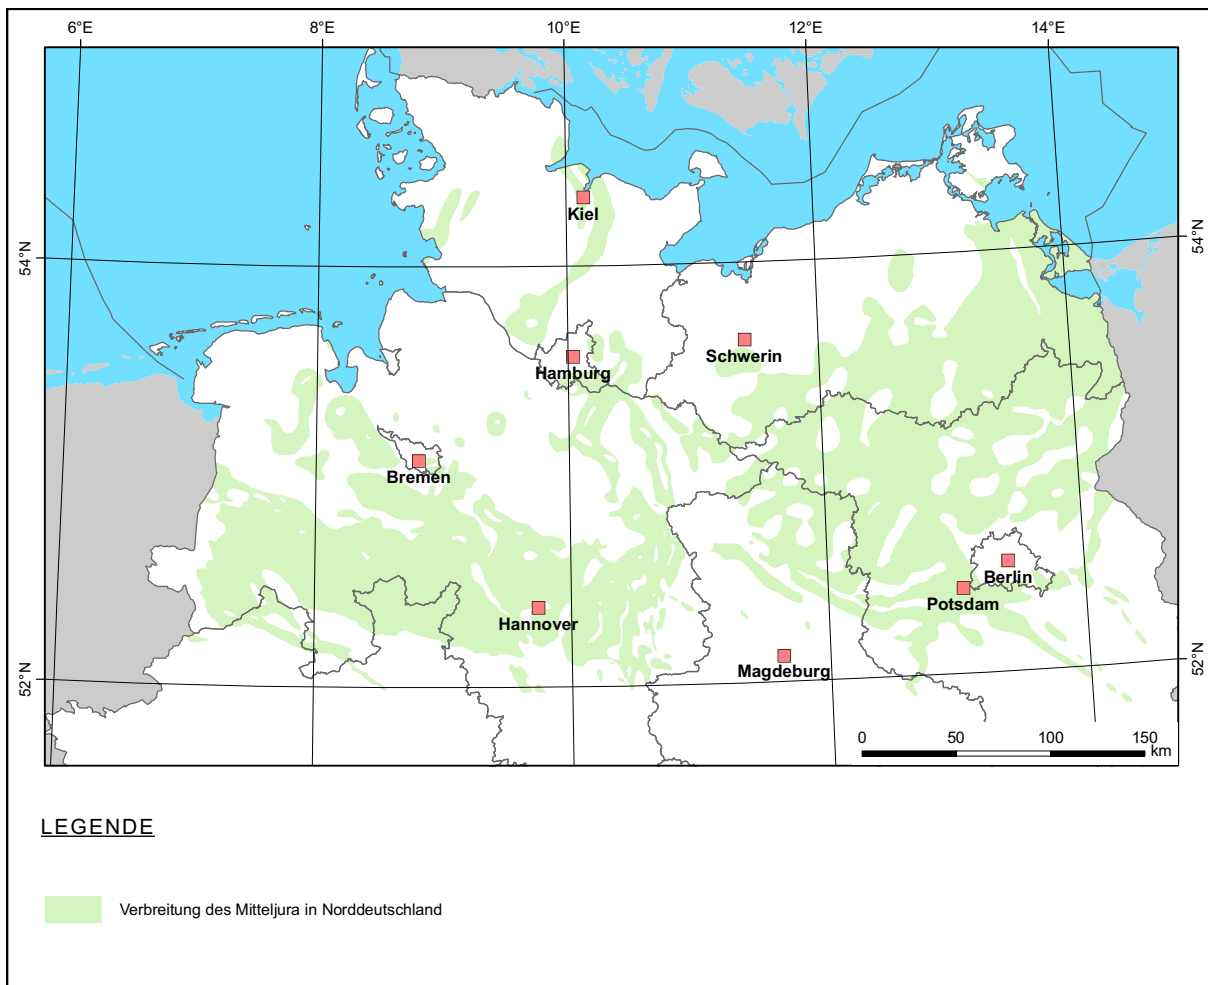 6°E 8°E 10°E 12°E 14°E
54°N
54°N
Kiel
Schwerin
Hamburg
Bremen
Berlin
Potsdam
Hannover
52°N
52°N
Magdeburg
0 50 100 150
km
LEGENDE
Verbreitung des Mitteljura in Norddeutschland